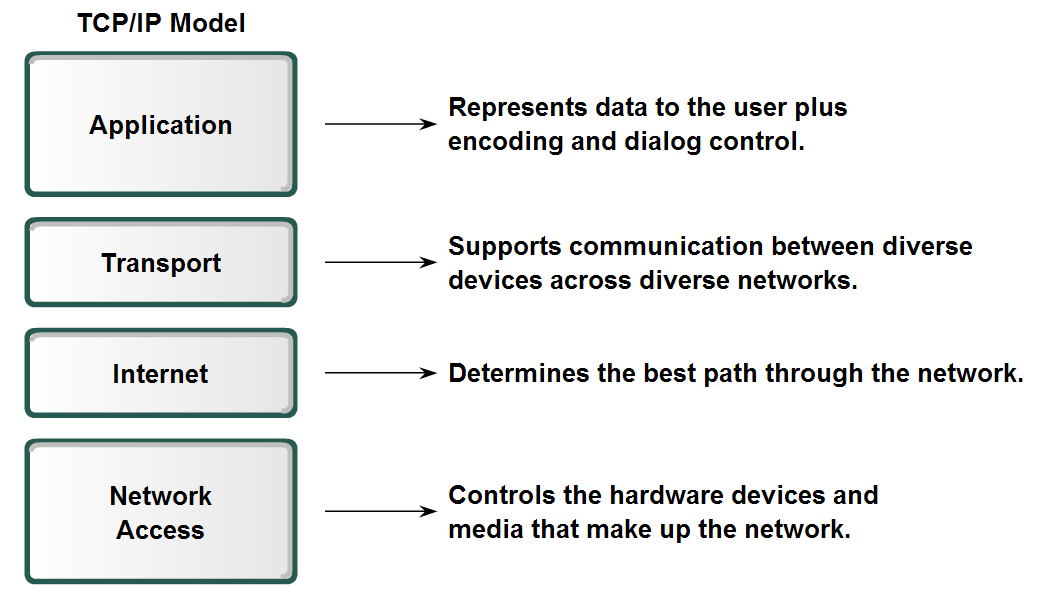 TCP/IP Model
Application
Represents data to the user plus
encoding and dialog control.
Transport
Supports communication between diverse
devices across diverse networks.
Internet
Determines the best path through the network.
Network
Access
Controls the hardware devices and
media that make up the network.